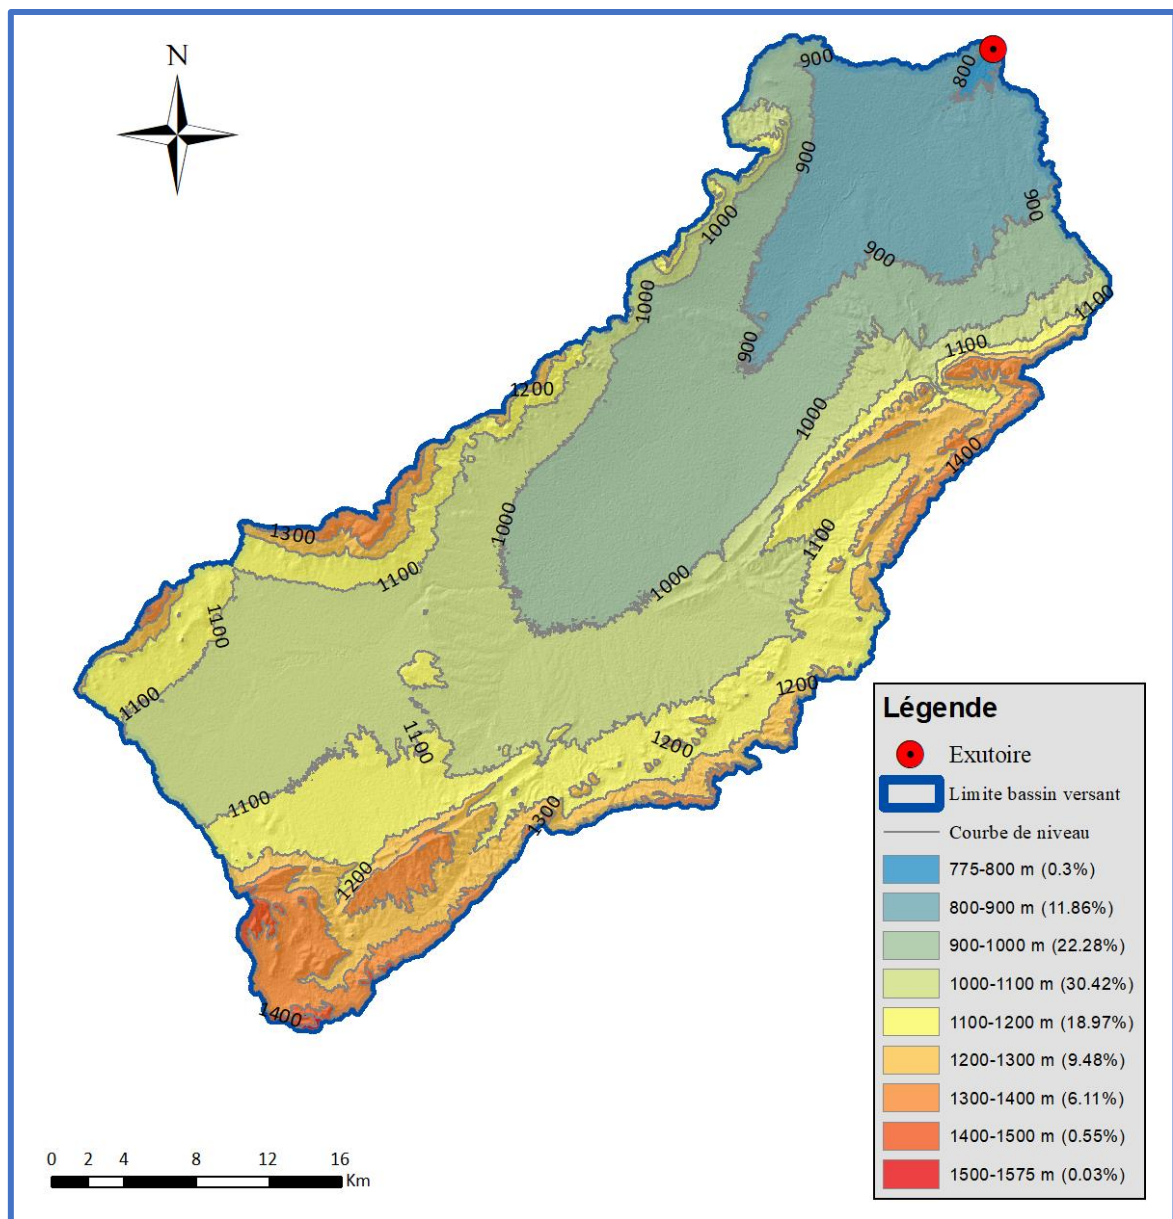 N
900
800
900
1000
900
900
1000
1100
900
1100
1200
1000
1400
1300
1000
1100
1100
1000
1100
1100
1200
1100
1200
1100
1300
1200
1400
Légende
Exutoire
Limite bassin versant
Courbe de niveau
775-800 m (0.3%)
800-900 m (11.86%)
900-1000 m (22.28%)
1000-1100 m (30.42%)
1100-1200 m (18.97%)
1200-1300 m (9.48%)
1300-1400 m (6.11%)
1400-1500 m (0.55%)
1500-1575 m (0.03%)
0 2 4 8 12 16
Km